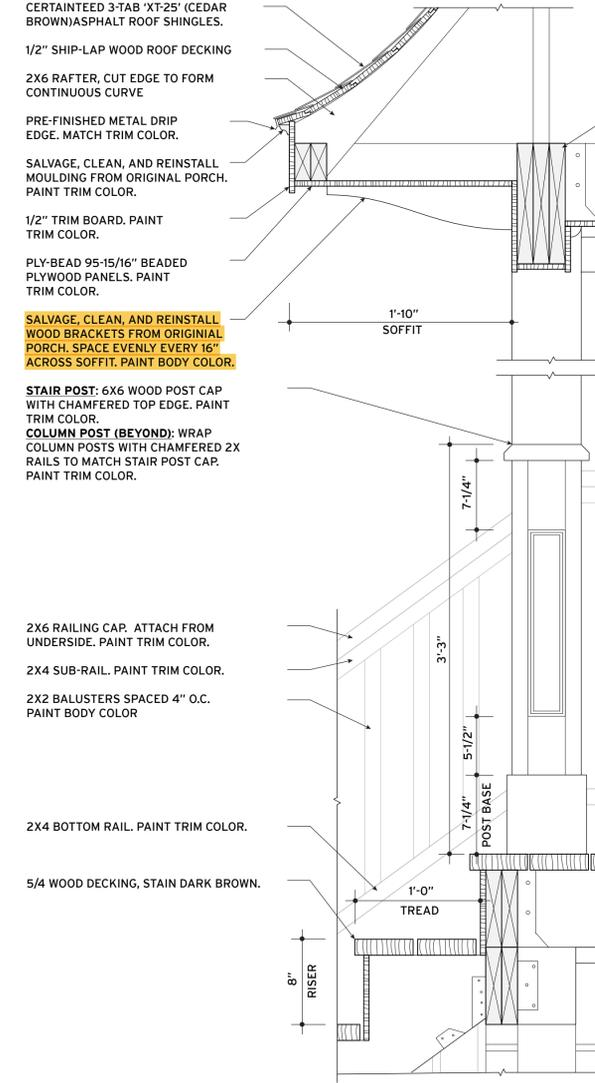 CERTAINTEED 3-TAB 'XT-25' (CEDAR
BROWN)ASPHALT ROOF SHINGLES.
1/2" SHIP-LAP WOOD ROOF DECKING
2X6 RAFTER, CUT EDGE TO FORM
CONTINUOUS CURVE
PRE-FINISHED METAL DRIP
EDGE. MATCH TRIM COLOR.
SALVAGE, CLEAN, AND REINSTALL
MOULDING FROM ORIGINAL PORCH.
PAINT TRIM COLOR.
1/2" TRIM BOARD. PAINT
TRIM COLOR.
PLY-BEAD 95-15/16" BEADED
PLYWOOD PANELS. PAINT
TRIM COLOR.
SALVAGE, CLEAN, AND REINSTALL
WOOD BRACKETS FROM ORIGINIAL
PORCH. SPACE EVENLY EVERY 16"
ACROSS SOFFIT. PAINT BODY COLOR.
1'-10"
SOFFIT
STAIR POST: 6X6 WOOD POST CAP
WITH CHAMFERED TOP EDGE. PAINT
TRIM COLOR.
COLUMN POST (BEYOND): WRAP
COLUMN POSTS WITH CHAMFERED 2X
RAILS TO MATCH STAIR POST CAP.
PAINT TRIM COLOR.
7-1/4"
3'-3"
2X6 RAILING CAP. ATTACH FROM
UNDERSIDE. PAINT TRIM COLOR.
2X4 SUB-RAIL. PAINT TRIM COLOR.
2X2 BALUSTERS SPACED 4" O.C.
PAINT BODY COLOR
5-1/2"
7-1/4"
POST BASE
2X4 BOTTOM RAIL. PAINT TRIM COLOR.
5/4 WOOD DECKING, STAIN DARK BROWN.
1'-0"
TREAD
8"
RISER